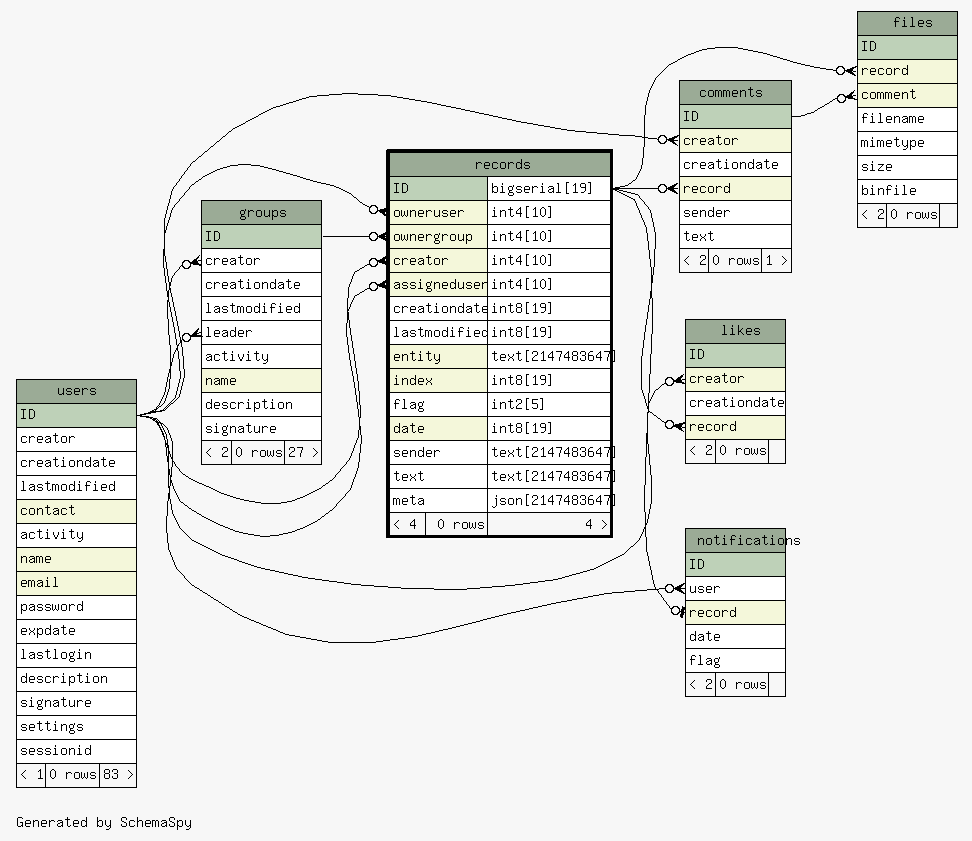 files
ID
record
comment
filename
mimetype
size
binfile
< 2 0 rows
comments
ID
creator
creationdate
record
sender
text
< 2 0 rows 1 >
records
ID bigserial[19]
owneruser int4[10]
ownergroup int4[10]
creator int4[10]
assigneduser int4[10]
creationdate int8[19]
lastmodified int8[19]
entity text[2147483647]
index int8[19]
flag int2[5]
date int8[19]
sender text[2147483647]
text text[2147483647]
meta json[2147483647]
< 4 0 rows 4 >
groups
ID
creator
creationdate
lastmodified
leader
activity
name
description
signature
< 2 0 rows 27 >
likes
ID
creator
creationdate
record
< 2 0 rows
users
ID
creator
creationdate
lastmodified
contact
activity
name
email
password
expdate
lastlogin
description
signature
settings
sessionid
< 1 0 rows 83 >
notifications
ID
user
record
date
flag
< 2 0 rows
Generated by SchemaSpy